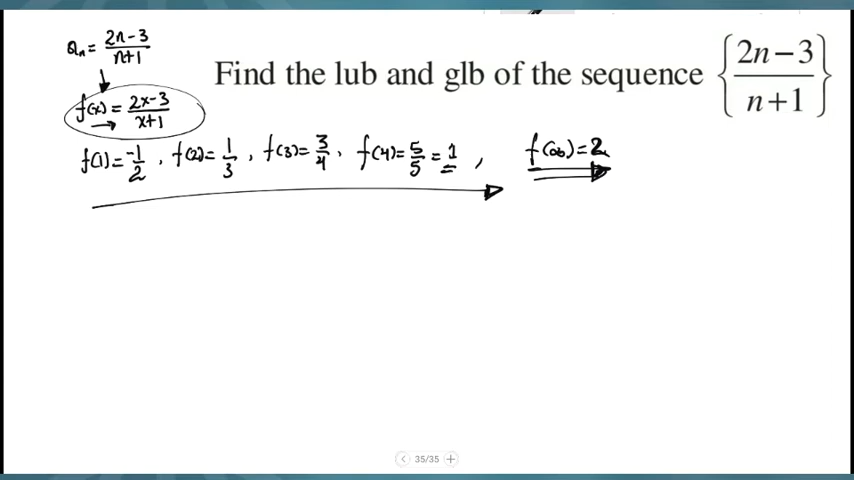 aₙ = 2n-3/n+1
Find the lub and glb of the sequence {2n-3/n+1}
f(x) = 2x-3/x+1
f(1) = -1/2, f(2) = 1/3, f(3) = 3/4, f(4) = 5/5 = 1, f(∞) = 2
35/35